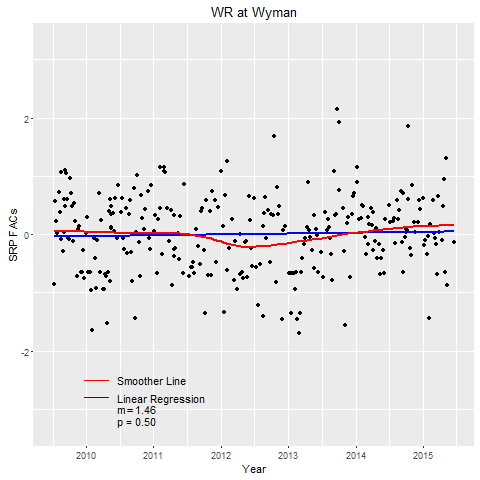 WR at Wyman
2
1
0
-2
SRP FACs
Smoother Line
Linear Regression
m = 1.46
p = 0.50
2010 2011 2012 2013 2014 2015
Year